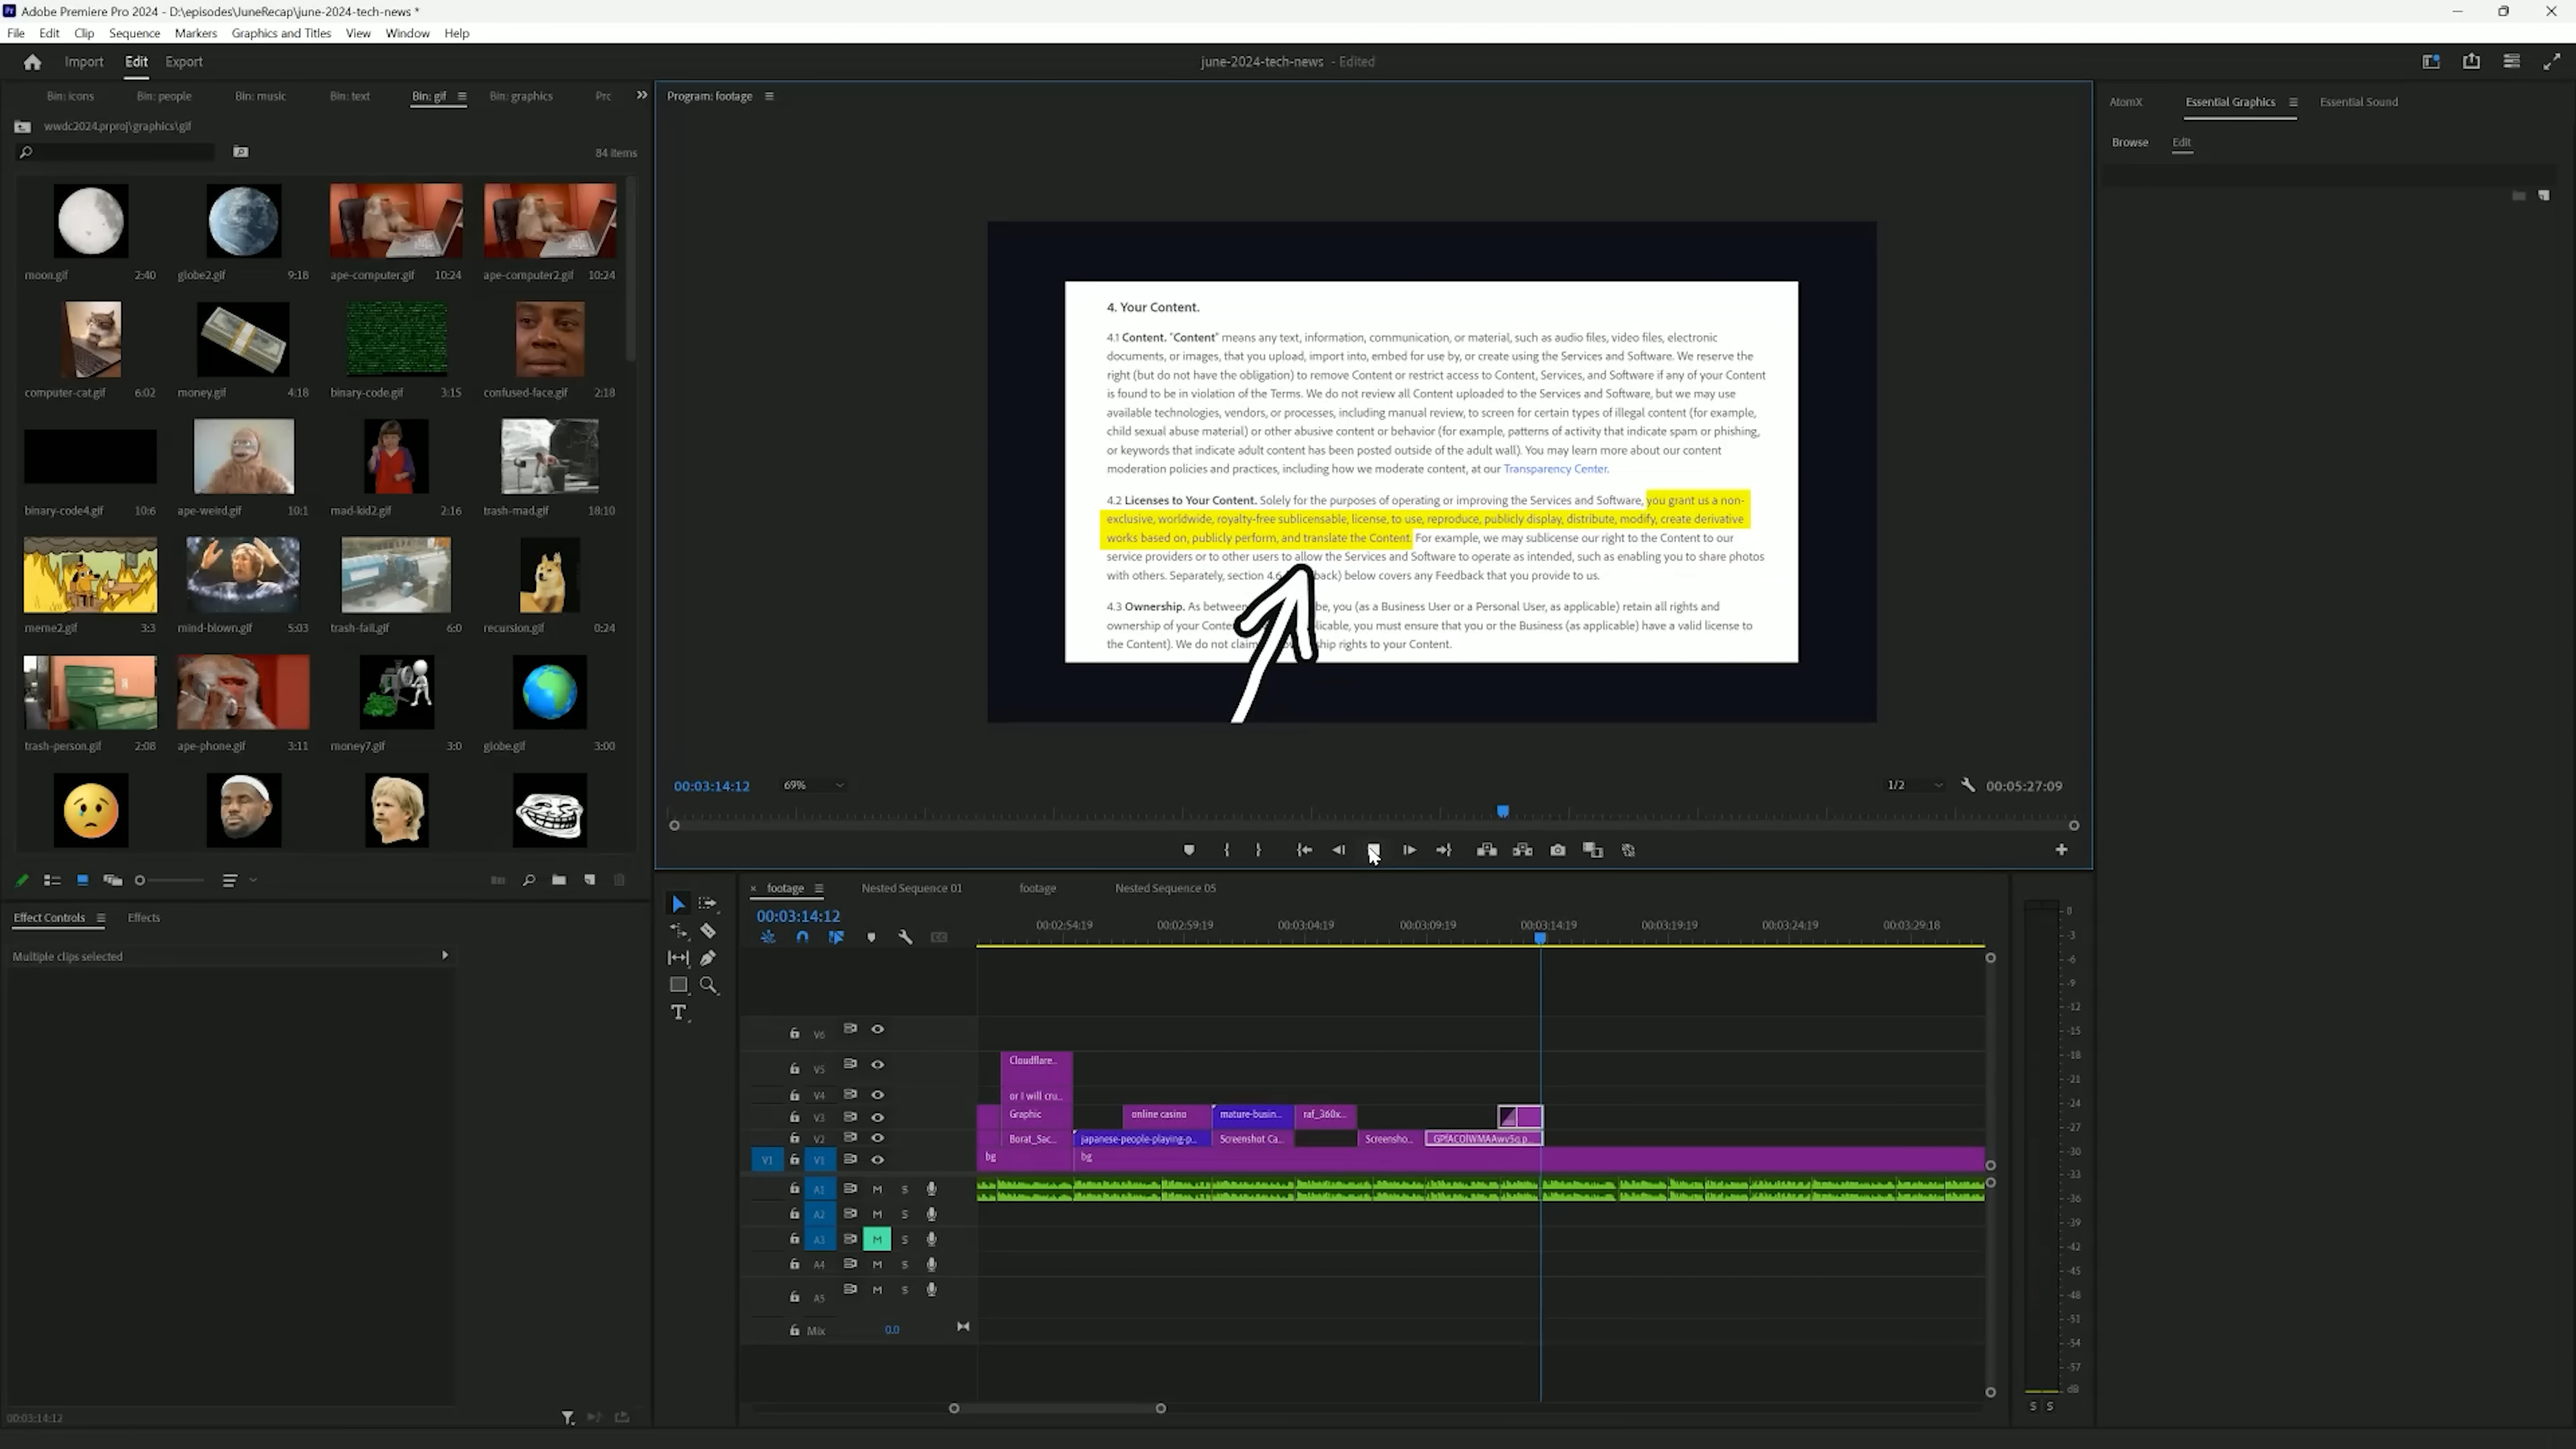 Adobe Premiere Pro 2024 - D:\episodes\JuneRecap\june-2024-tech-news *
File Edit Clip Sequence Markers Graphics and Titles View Window Help
Import Edit Export
june-2024-tech-news - Edited
Bin: icons Bin: people Bin: music Bin: text Bin: gif Bin: graphics Prc
wwdc2024.prproj\graphics\gif
84 Items
moon.gif 2:40 globe2.gif 9:18 ape-computer.gif 10:24 ape-computer2.gif 10:24
computer-cat.gif 6:02 money.gif 4:18 binary-code.gif 3:15 confused-face.gif 2:18
binary-code4.gif 10:6 ape-weird.gif 10:1 mad-kid2.gif 2:16 trash-mad.gif 18:10
meme2.gif 3:3 mind-blown.gif 5:03 trash-fail.gif 6:0 recursion.gif 0:24
trash-person.gif 2:08 ape-phone.gif 3:11 money7.gif 3:0 globe.gif 3:00
Program: footage
4. Your Content.
4.1 Content. "Content" means any text, information, communication, or material, such as audio files, video files, electronic
documents, or images, that you upload, import into, embed for use by, or create using the Services and Software. We reserve the
right (but do not have the obligation) to remove Content or restrict access to Content, Services, and Software if any of your Content
is found to be in violation of the Terms. We do not review all Content uploaded to the Services and Software, but we may use
available technologies, vendors, or processes, including manual review, to screen for certain types of illegal content (for example,
child sexual abuse material) or other abusive content or behavior (for example, patterns of activity that indicate spam or phishing,
or keywords that indicate adult content has been posted outside of the adult wall). You may learn more about our content
moderation policies and practices, including how we moderate content, at our Transparency Center.
4.2 Licenses to Your Content. Solely for the purposes of operating or improving the Services and Software, you grant us a non-
exclusive, worldwide, royalty-free sublicensable, license, to use, reproduce, publicly display, distribute, modify, create derivative
works based on, publicly perform, and translate the Content. For example, we may sublicense our right to the Content to our
service providers or to other users to allow the Services and Software to operate as intended, such as enabling you to share photos
with others. Separately, section 4.6 back) below covers any Feedback that you provide to us.
4.3 Ownership. As between be, you (as a Business User or a Personal User, as applicable) retain all rights and
ownership of your Conte licable, you must ensure that you or the Business (as applicable) have a valid license to
the Content). We do not claim ship rights to your Content.
00:03:14:12 69% 1/2 00:05:27:09
AtomX Essential Graphics Essential Sound
Browse Edit
Effect Controls Effects
Multiple clips selected
00:03:14:12
footage Nested Sequence 01 footage Nested Sequence 05
00:03:14:12
00:02:54:19 00:02:59:19 00:03:04:19 00:03:09:19 00:03:14:19 00:03:19:19 00:03:24:19 00:03:29:18
V6
V5 Cloudflare...
V4 or I will cru...
V3 Graphic online casino mature-busin... raf_360x...
V2 Borat_Sac... japanese-people-playing-p... Screenshot Ca... Screensho...
V1 V1 bg bg
A1 M S
A2 M S
A3 M S
A4 M S
A5 M S
Mix 0.0
0
-3
-6
-9
-12
-15
-18
-21
-24
-27
-30
-33
-36
-39
-42
-45
-48
-51
-54
-57
dB
S S